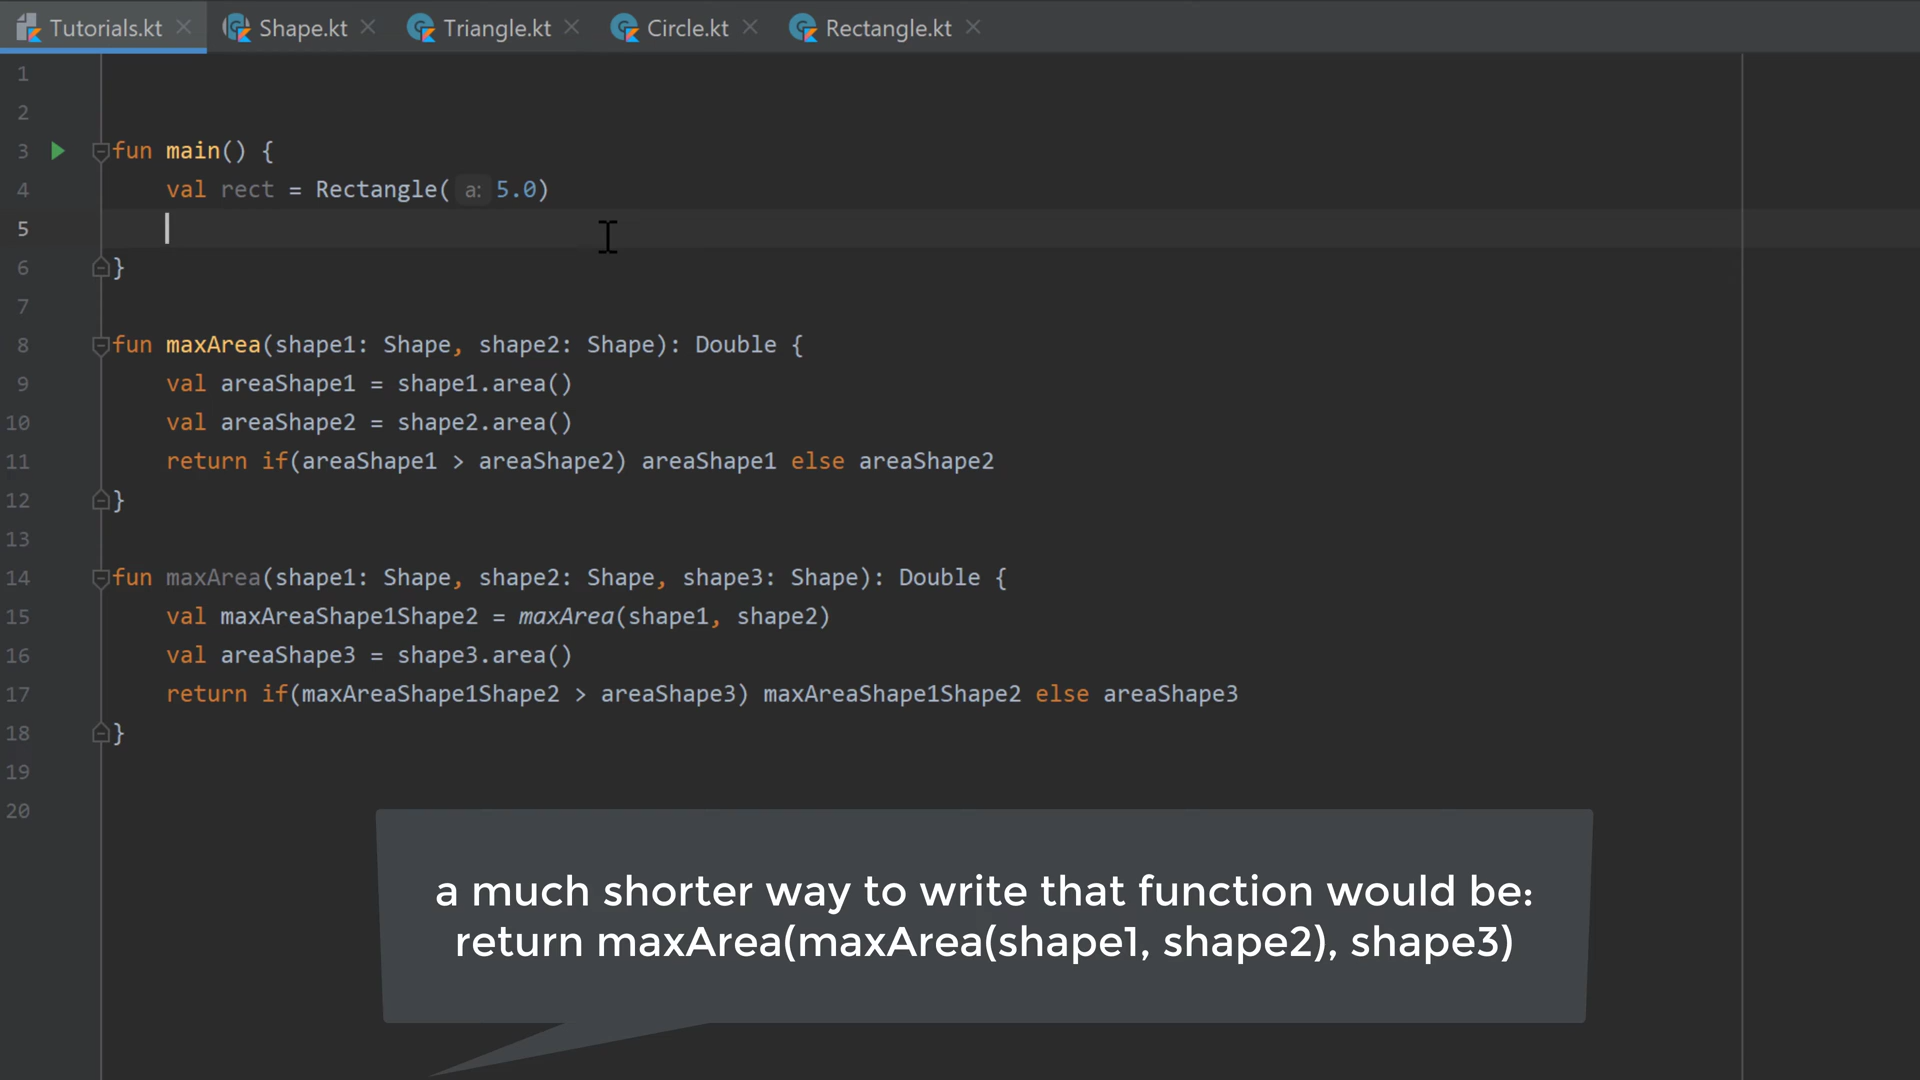 Tutorials.kt Shape.kt Triangle.kt Circle.kt Rectangle.kt
1
2
3 fun main() {
4 val rect = Rectangle( a: 5.0)
5
6 }
7
8 fun maxArea(shape1: Shape, shape2: Shape): Double {
9 val areaShape1 = shape1.area()
10 val areaShape2 = shape2.area()
11 return if(areaShape1 > areaShape2) areaShape1 else areaShape2
12 }
13
14 fun maxArea(shape1: Shape, shape2: Shape, shape3: Shape): Double {
15 val maxAreaShape1Shape2 = maxArea(shape1, shape2)
16 val areaShape3 = shape3.area()
17 return if(maxAreaShape1Shape2 > areaShape3) maxAreaShape1Shape2 else areaShape3
18 }
19
20
a much shorter way to write that function would be:
return maxArea(maxArea(shape1, shape2), shape3)